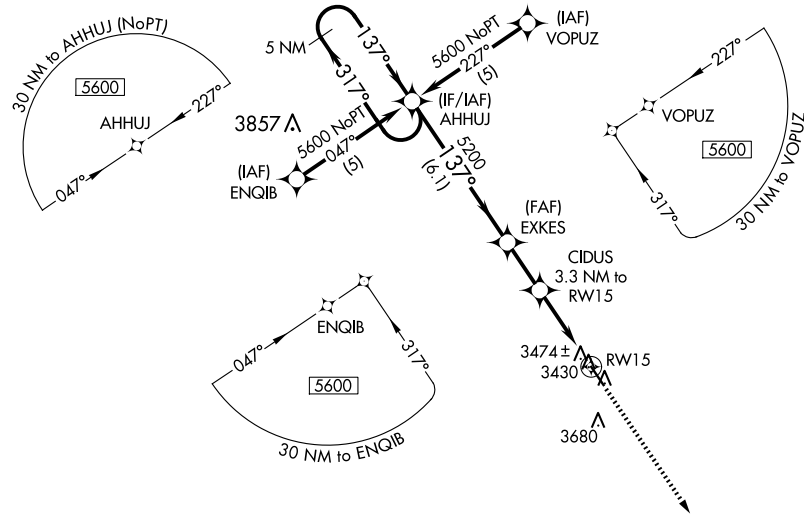 30 NM to AHHUJ (NoPT)
5600
227°
AHHUJ
047°
5 NM
137°
317°
(IAF)
VOPUZ
5600 NoPT
227°
(5)
(IF/IAF)
AHHUJ
3857
5600 NoPT
047°
(5)
(IAF)
ENQIB
5200
137°
(6.1)
227°
VOPUZ
5600
317°
30 NM to VOPUZ
(FAF)
EXKES
CIDUS
3.3 NM to
RW15
ENQIB
047°
317°
5600
30 NM to ENQIB
3474±
RW15
3430
3680